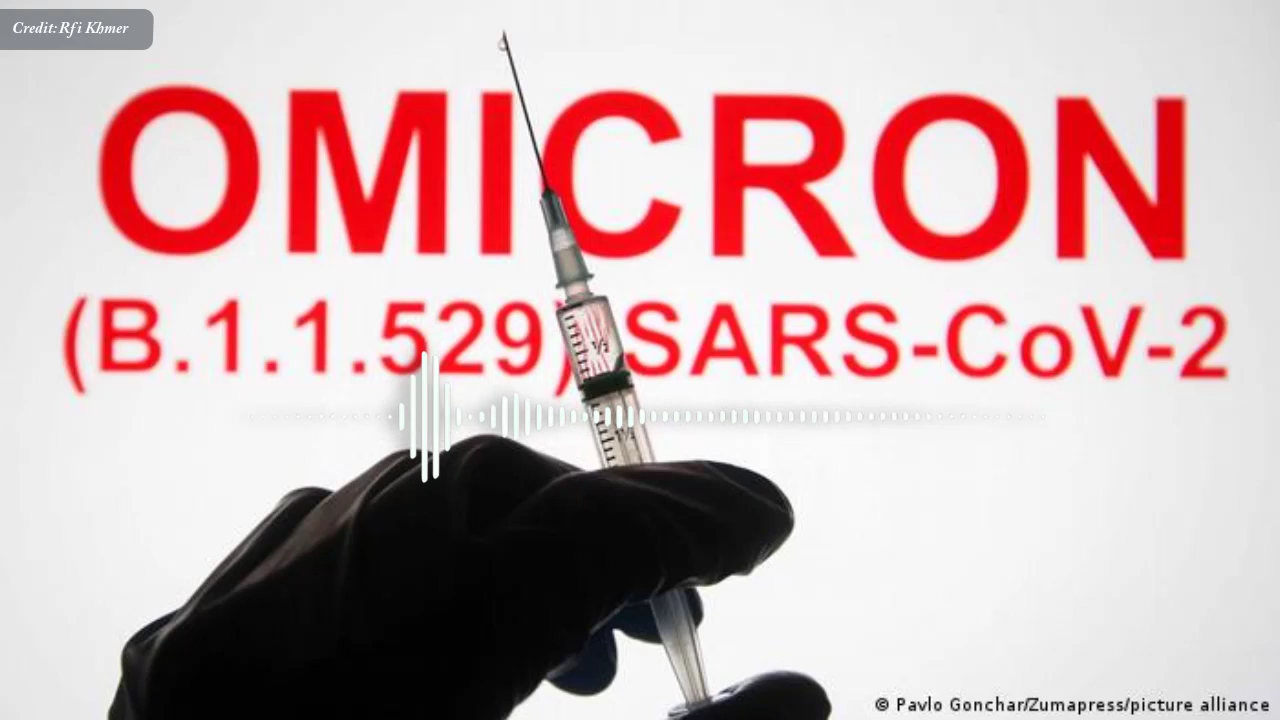 Credit: Rfi Khmer
OMICRON
(B.1.1.529) SARS-CoV-2
© Pavlo Gonchar/Zumapress/picture alliance